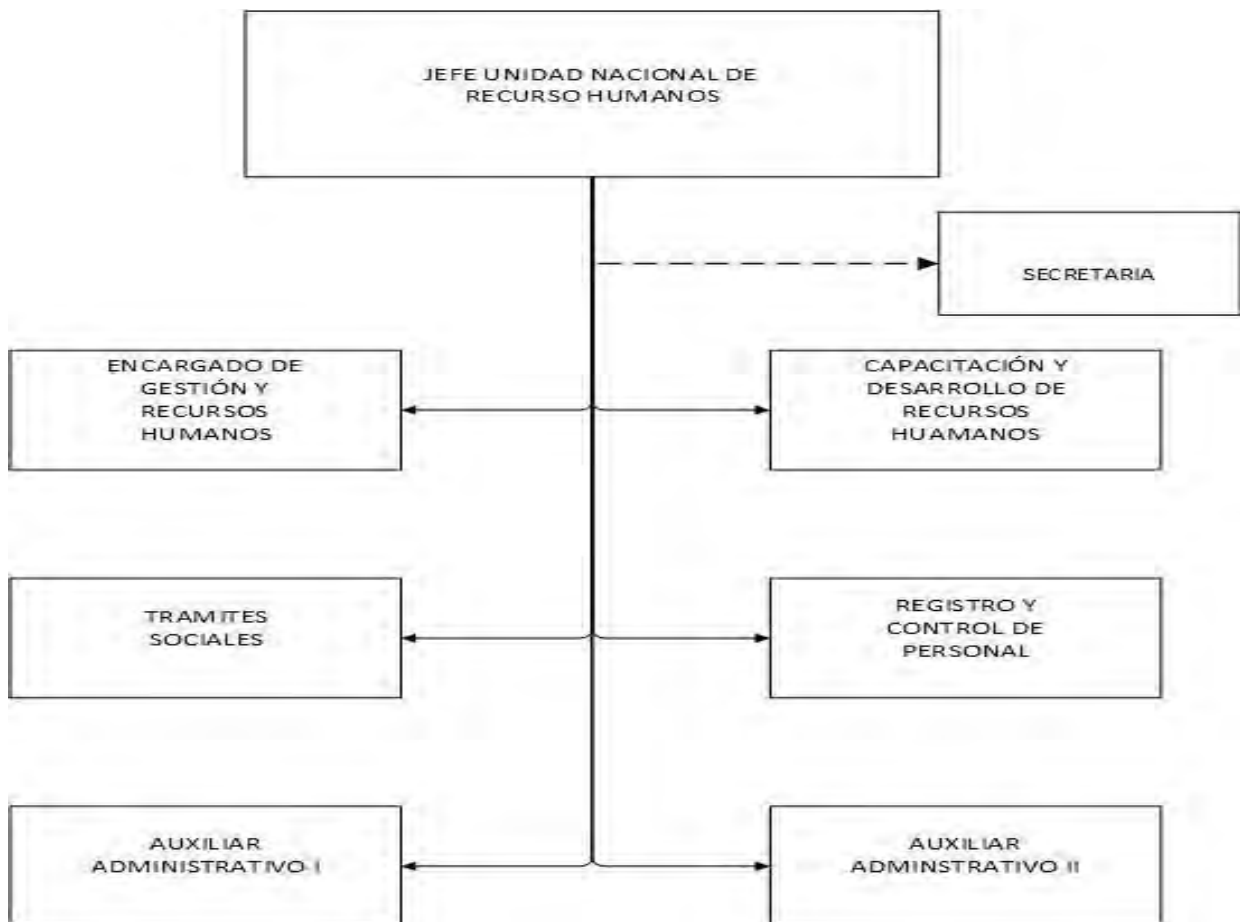 JEFE UNIDAD NACIONAL DE
RECURSO HUMANOS
SECRETARIA
ENCARGADO DE
GESTIÓN Y
RECURSOS
HUMANOS
CAPACITACIÓN Y
DESARROLLO DE
RECURSOS
HUAMANOS
TRAMITES
SOCIALES
REGISTRO Y
CONTROL DE
PERSONAL
AUXILIAR
ADMINISTRATIVO I
AUXILIAR
ADMINSTRATIVO II